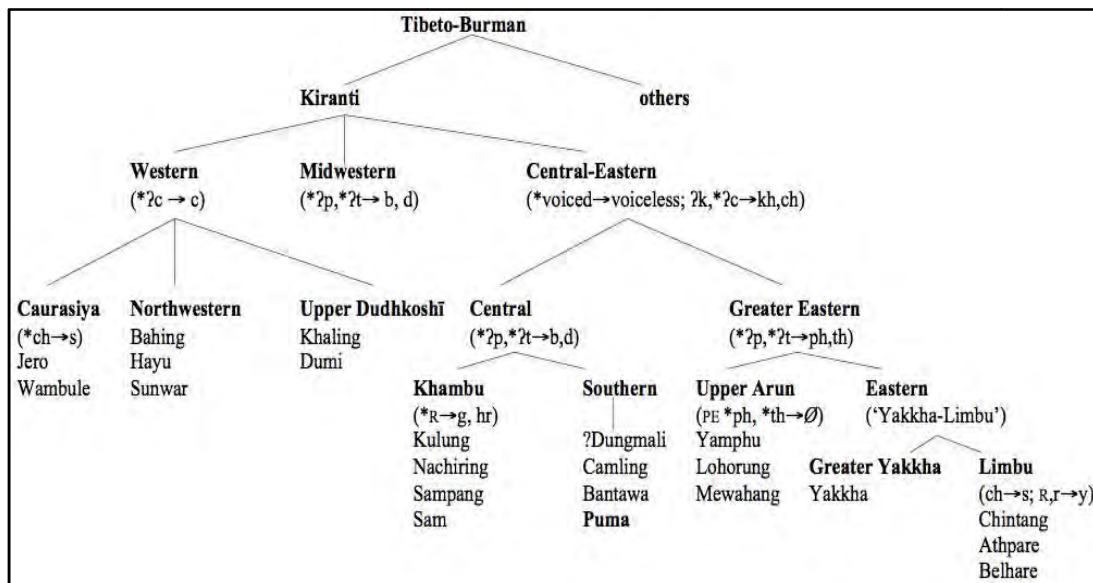 Tibeto-Burman
Kiranti others
Western Midwestern Central-Eastern
(*ʔc → c) (*ʔp,*ʔt→ b, d) (*voiced→voiceless; ʔk,*ʔc→kh,ch)
Caurasiya Northwestern Upper Dudhkoshī Central Greater Eastern
(*ch→s) Bahing Khaling (*ʔp,*ʔt→b,d) (*ʔp,*ʔt→ph,th)
Jero Hayu Dumi
Wambule Sunwar Khambu Southern Upper Arun Eastern
(*R→g, hr) (PE *ph, *th→Ø) (‘Yakkha-Limbu’)
Kulung ?Dungmali Yamphu
Nachiring Camling Lohorung Greater Yakkha Limbu
Sampang Bantawa Mewahang Yakkha (ch→s; R,r→y)
Sam Puma Chintang
Athpare
Belhare